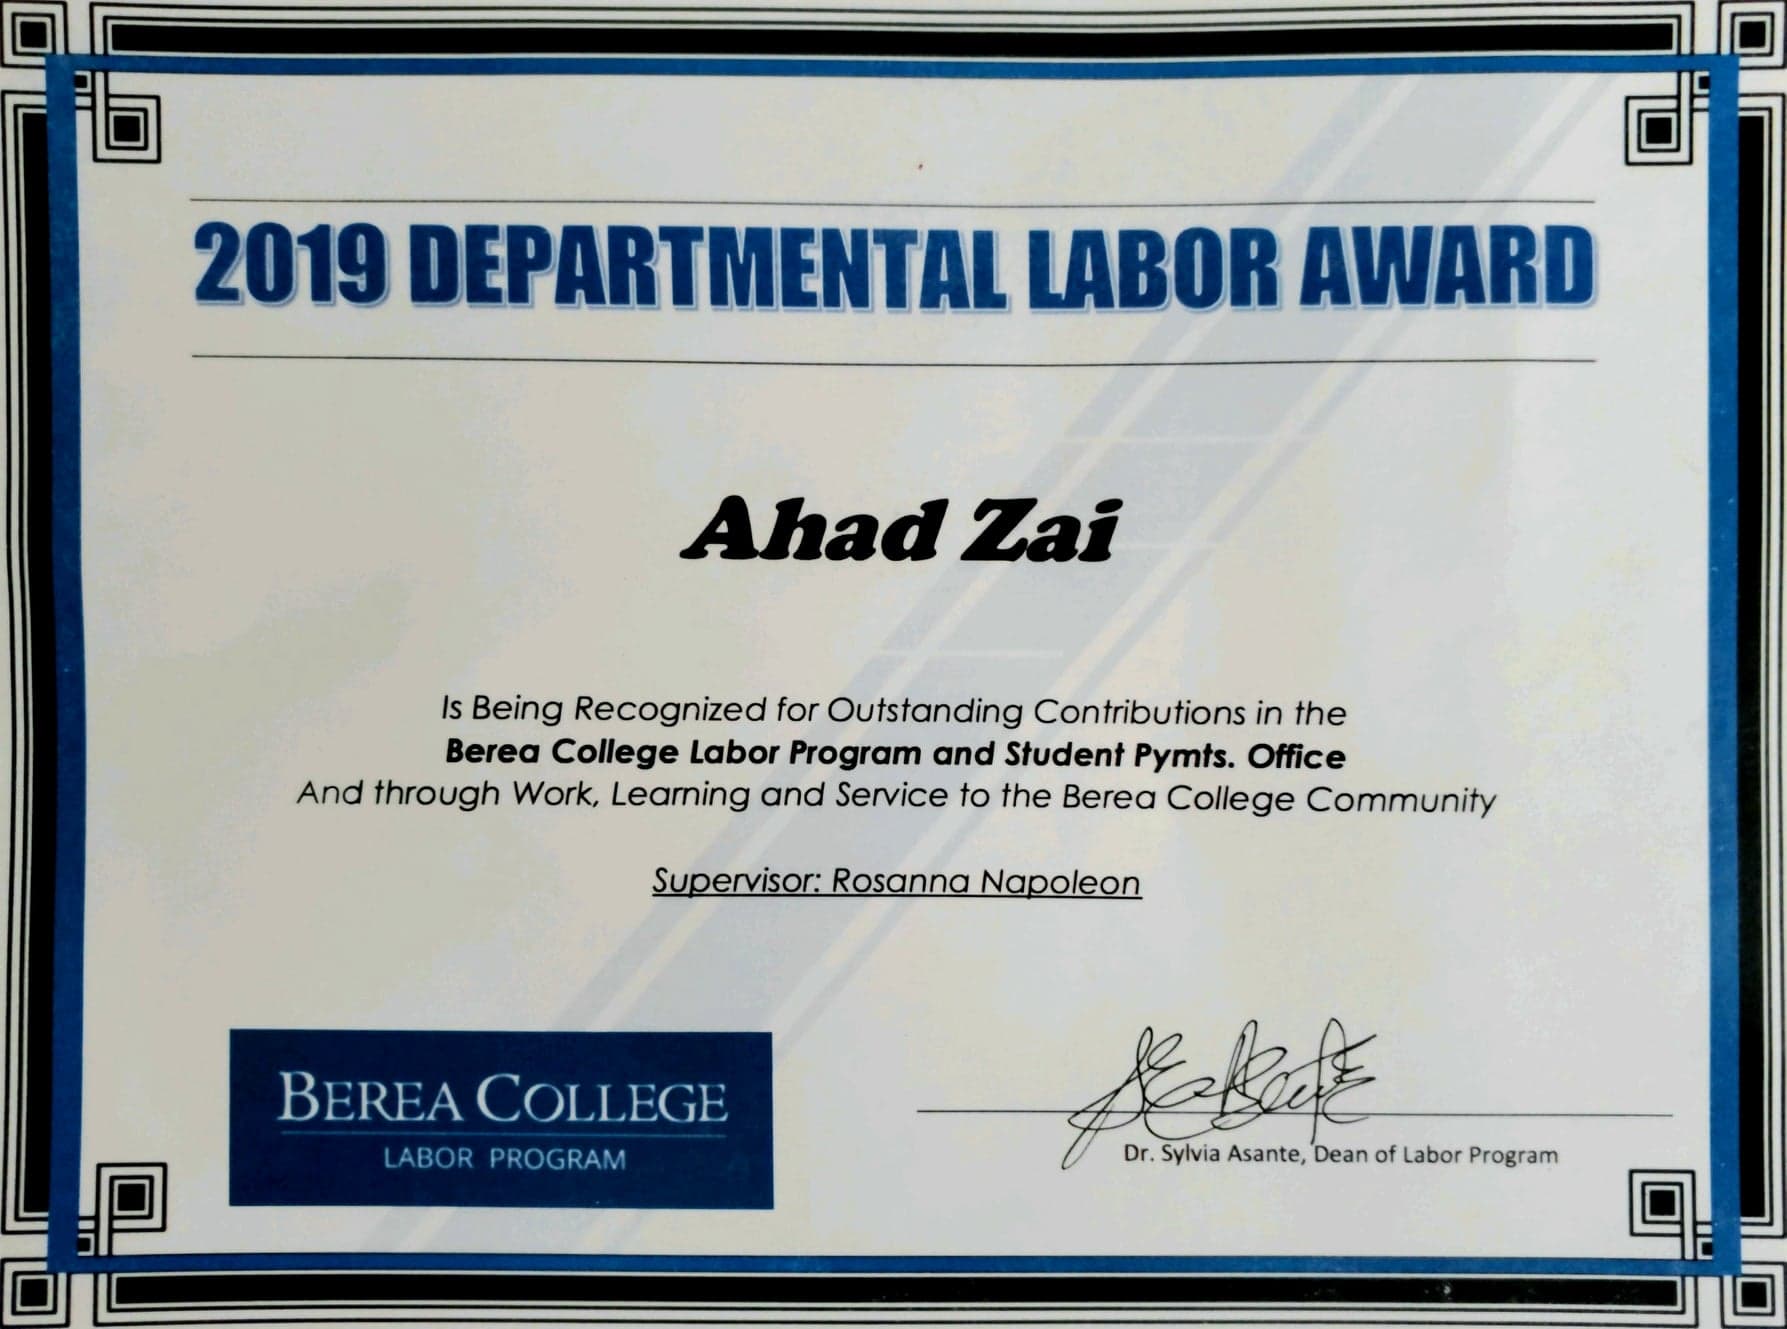 2019 DEPARTMENTAL LABOR AWARD
Ahad Zai
Is Being Recognized for Outstanding Contributions in the
Berea College Labor Program and Student Pymts. Office
And through Work, Learning and Service to the Berea College Community
Supervisor: Rosanna Napoleon
BEREA COLLEGE
LABOR PROGRAM
Dr. Sylvia Asante, Dean of Labor Program